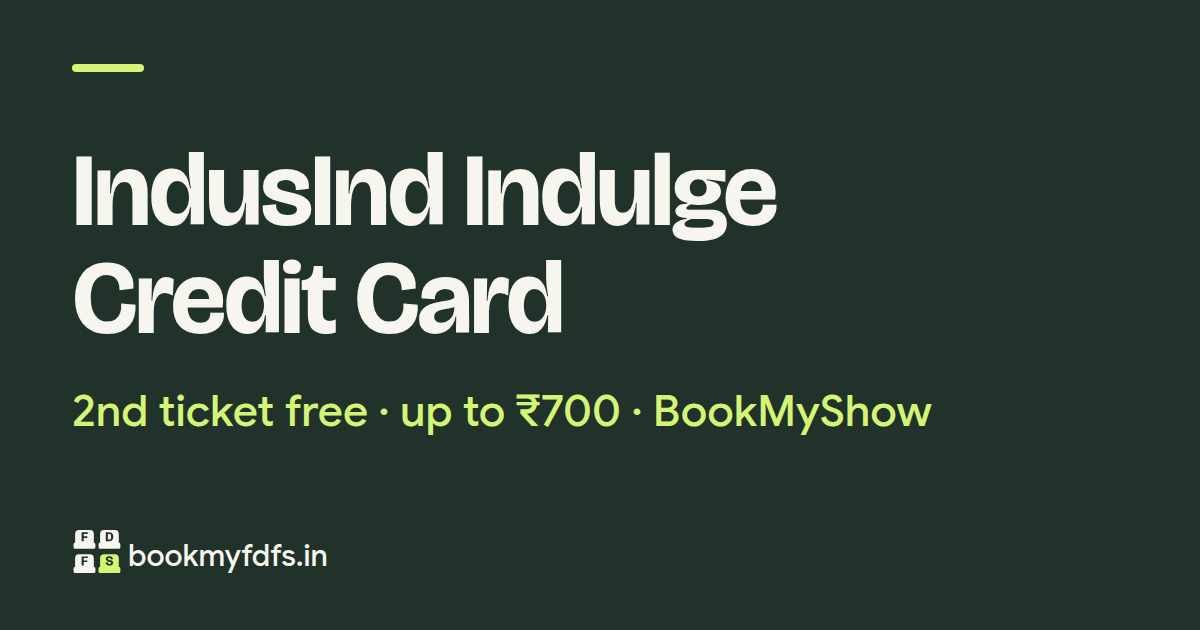 IndusInd Indulge
Credit Card
2nd ticket free · up to ₹700 · BookMyShow
F D
F S
bookmyfdfs.in